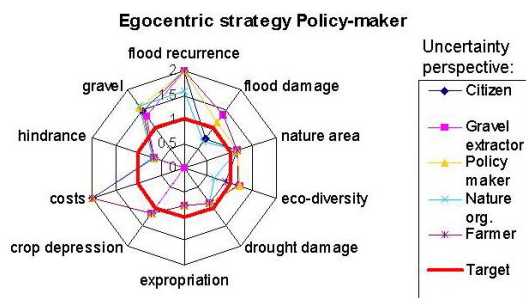 Egocentric strategy Policy-maker
flood recurrence
flood damage
nature area
eco-diversity
drought damage
expropriation
crop depression
costs
hindrance
gravel
2
1.5
1
0.5
0
Uncertainty
perspective:
Citizen
Gravel
extractor
Policy
maker
Nature
org.
Farmer
Target